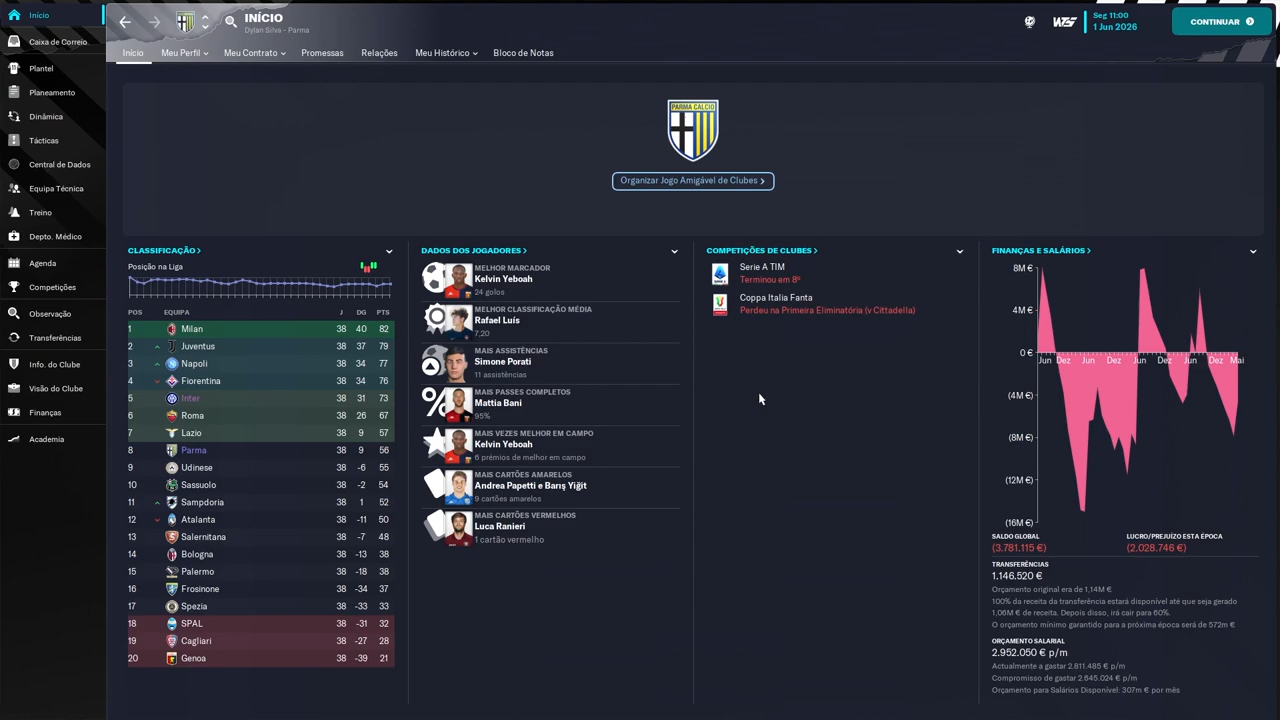 Início
Caixa de Correio
Plantel
Planeamento
Dinâmica
Tácticas
Central de Dados
Equipa Técnica
Treino
Depto. Médico
Agenda
Competições
Observação
Transferências
Info. do Clube
Visão do Clube
Finanças
Academia
INÍCIO
Dylan Silva - Parma
Seg 11:00
1 Jun 2026
CONTINUAR
Início Meu Perfil Meu Contrato Promessas Relações Meu Histórico Bloco de Notas
PARMA CALCIO
Organizar Jogo Amigável de Clubes
CLASSIFICAÇÃO
Posição na Liga
POS EQUIPA J DG PTS
1 Milan 38 40 82
2 Juventus 38 37 79
3 Napoli 38 34 77
4 Fiorentina 38 34 76
5 Inter 38 31 73
6 Roma 38 26 67
7 Lazio 38 9 57
8 Parma 38 9 56
9 Udinese 38 -6 55
10 Sassuolo 38 -2 54
11 Sampdoria 38 1 52
12 Atalanta 38 -11 50
13 Salernitana 38 -7 48
14 Bologna 38 -13 38
15 Palermo 38 -18 38
16 Frosinone 38 -34 37
17 Spezia 38 -33 33
18 SPAL 38 -31 32
19 Cagliari 38 -27 28
20 Genoa 38 -39 21
DADOS DOS JOGADORES
MELHOR MARCADOR
Kelvin Yeboah
24 golos
MELHOR CLASSIFICAÇÃO MÉDIA
Rafael Luís
7,20
MAIS ASSISTÊNCIAS
Simone Porati
11 assistências
MAIS PASSES COMPLETOS
Mattia Bani
95%
MAIS VEZES MELHOR EM CAMPO
Kelvin Yeboah
6 prémios de melhor em campo
MAIS CARTÕES AMARELOS
Andrea Papetti e Barış Yiğit
9 cartões amarelos
MAIS CARTÕES VERMELHOS
Luca Ranieri
1 cartão vermelho
COMPETIÇÕES DE CLUBES
Serie A TIM
Terminou em 8º
Coppa Italia Fanta
Perdeu na Primeira Eliminatória (v Cittadella)
FINANÇAS E SALÁRIOS
8M €
4M €
0 €
(4M €)
(8M €)
(12M €)
(16M €)
Jun Dez Jun Dez Jun Dez Jun Dez Mai
SALDO GLOBAL
(3.781.115 €)
LUCRO/PREJUÍZO ESTA ÉPOCA
(2.028.746 €)
TRANSFERÊNCIAS
1.146.520 €
Orçamento original era de 1,14M €
100% da receita da transferência estará disponível até que seja gerado
1,06M € de receita. Depois disso, irá cair para 60%.
O orçamento mínimo garantido para a próxima época será de 572m €
ORÇAMENTO SALARIAL
2.952.050 € p/m
Actualmente a gastar 2.811.485 € p/m
Compromisso de gastar 2.645.024 € p/m
Orçamento para Salários Disponível: 307m € por mês